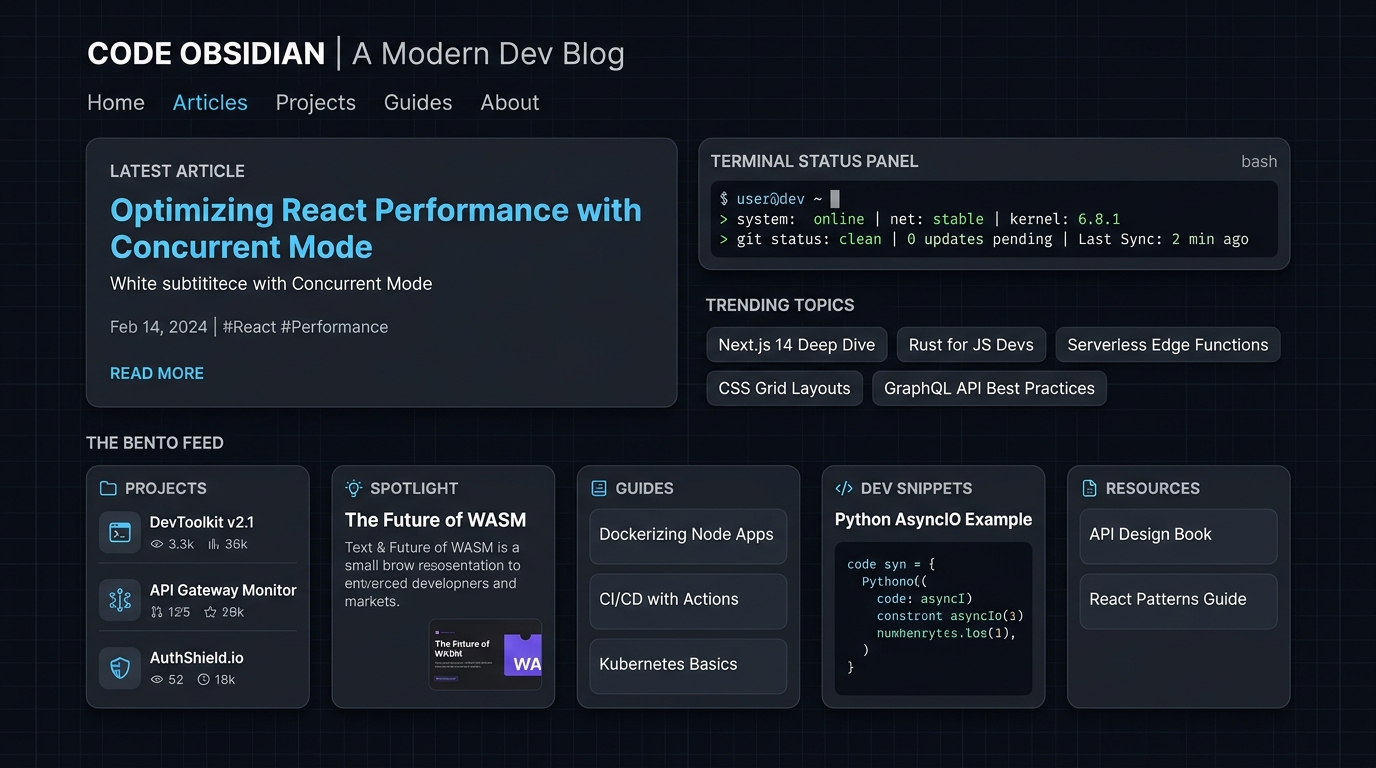 CODE OBSIDIAN | A Modern Dev Blog
Home Articles Projects Guides About
LATEST ARTICLE
Optimizing React Performance with
Concurrent Mode
White subtititece with Concurrent Mode
Feb 14, 2024 | #React #Performance
READ MORE
TERMINAL STATUS PANEL bash
$ user@dev ~
> system: online | net: stable | kernel: 6.8.1
> git status: clean | 0 updates pending | Last Sync: 2 min ago
TRENDING TOPICS
Next.js 14 Deep Dive Rust for JS Devs Serverless Edge Functions
CSS Grid Layouts GraphQL API Best Practices
THE BENTO FEED
PROJECTS
DevToolkit v2.1
3.3k 36k
API Gateway Monitor
125 28k
AuthShield.io
52 18k
SPOTLIGHT
The Future of WASM
Text & Future of WASM is a
small brow resosentation to
entverced developners and
markets.
The Fitture of
WA
GUIDES
Dockerizing Node Apps
CI/CD with Actions
Kubernetes Basics
DEV SNIPPETS
Python AsyncIO Example
code syn = {
Pythono((
code: asyncI)
constront asyncIo(3)
numhenrytes.los(1),
)
}
RESOURCES
API Design Book
React Patterns Guide